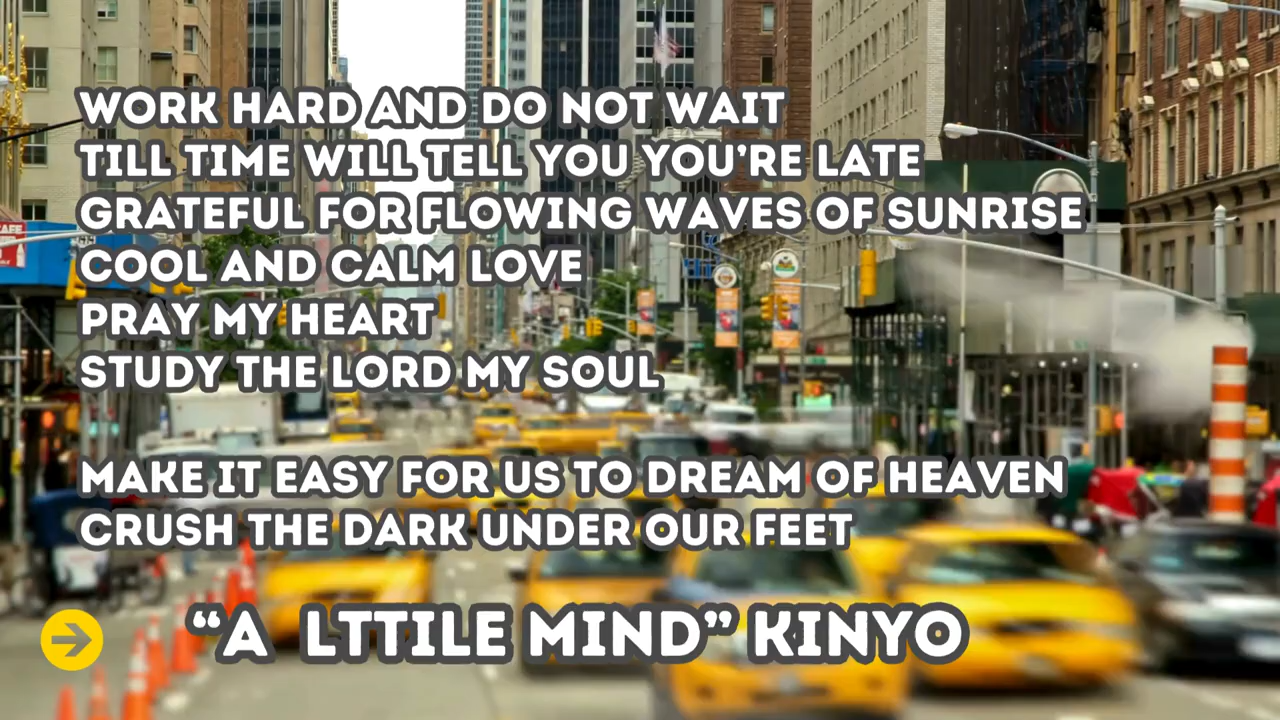 WORK HARD AND DO NOT WAIT
TILL TIME WILL TELL YOU YOU'RE LATE
GRATEFUL FOR FLOWING WAVES OF SUNRISE
COOL AND CALM LOVE
PRAY MY HEART
STUDY THE LORD MY SOUL
MAKE IT EASY FOR US TO DREAM OF HEAVEN
CRUSH THE DARK UNDER OUR FEET
“A LTTILE MIND” KINYO